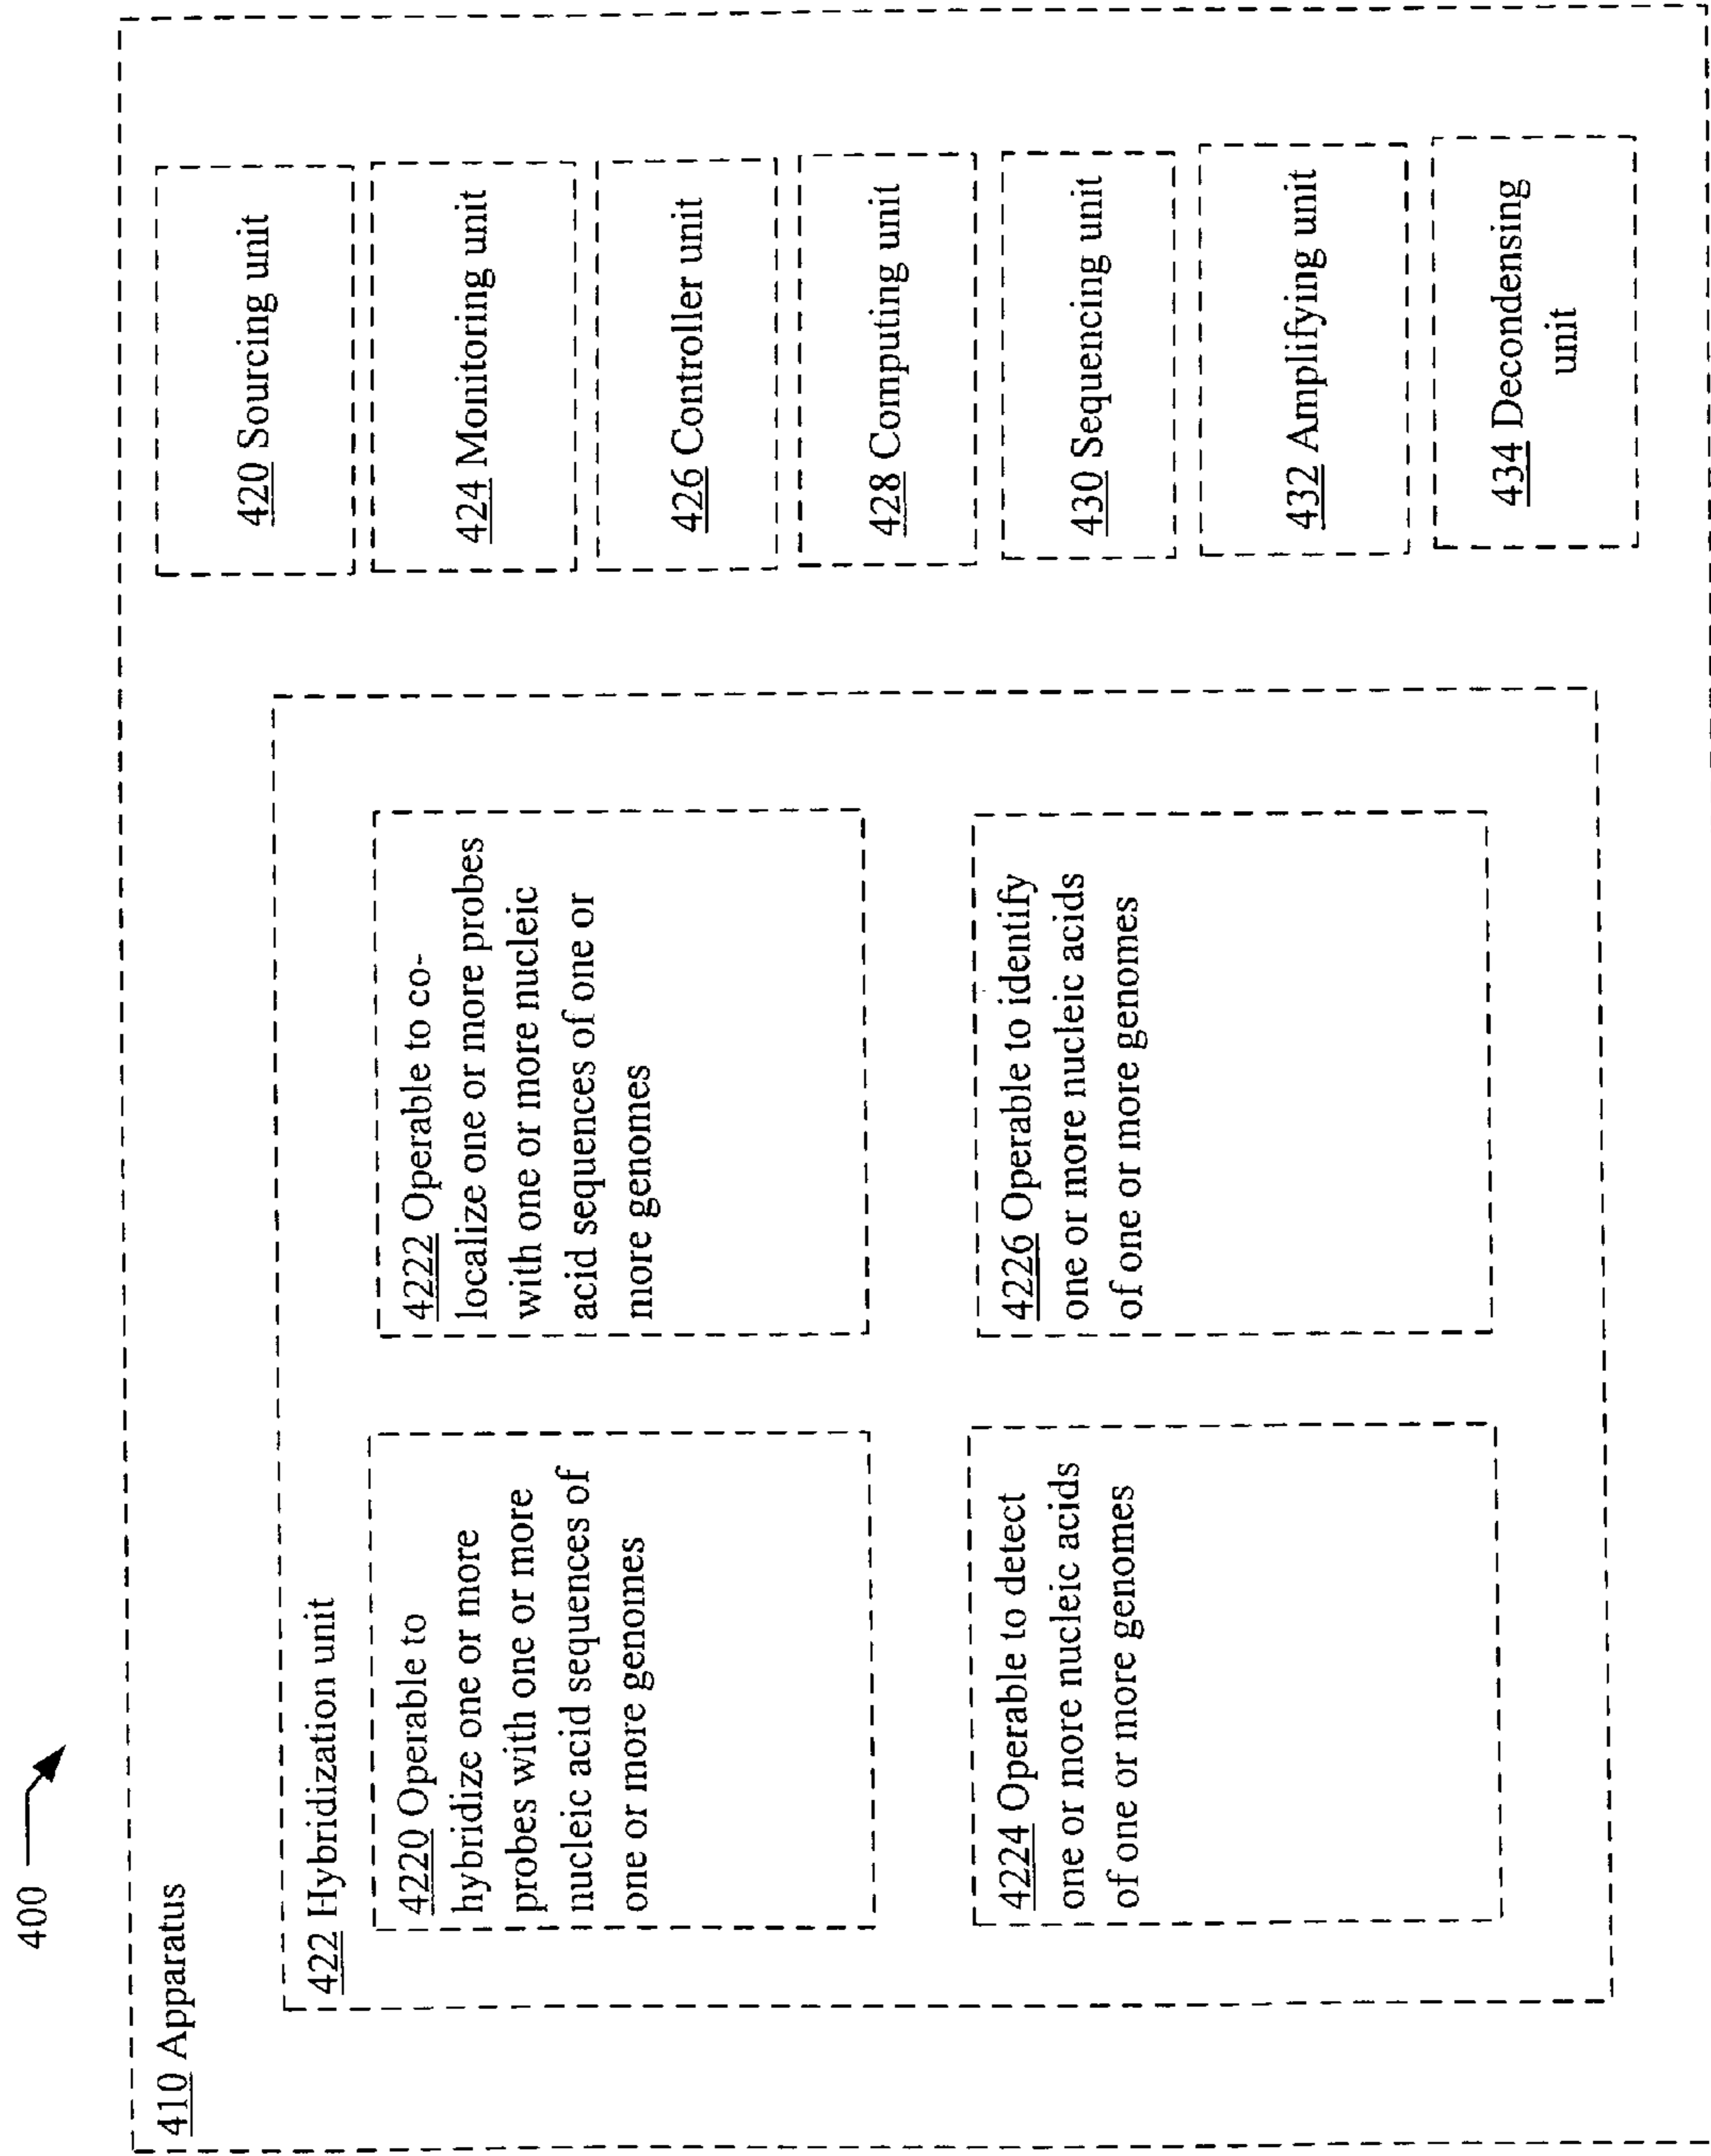 400
410 Apparatus
422 Hybridization unit
4220 Operable to
hybridize one or more
probes with one or more
nucleic acid sequences of
one or more genomes
4222 Operable to co-
localize one or more probes
with one or more nucleic
acid sequences of one or
more genomes
4224 Operable to detect
one or more nucleic acids
of one or more genomes
4226 Operable to identify
one or more nucleic acids
of one or more genomes
420 Sourcing unit
424 Monitoring unit
426 Controller unit
428 Computing unit
430 Sequencing unit
432 Amplifying unit
434 Decondensing
unit